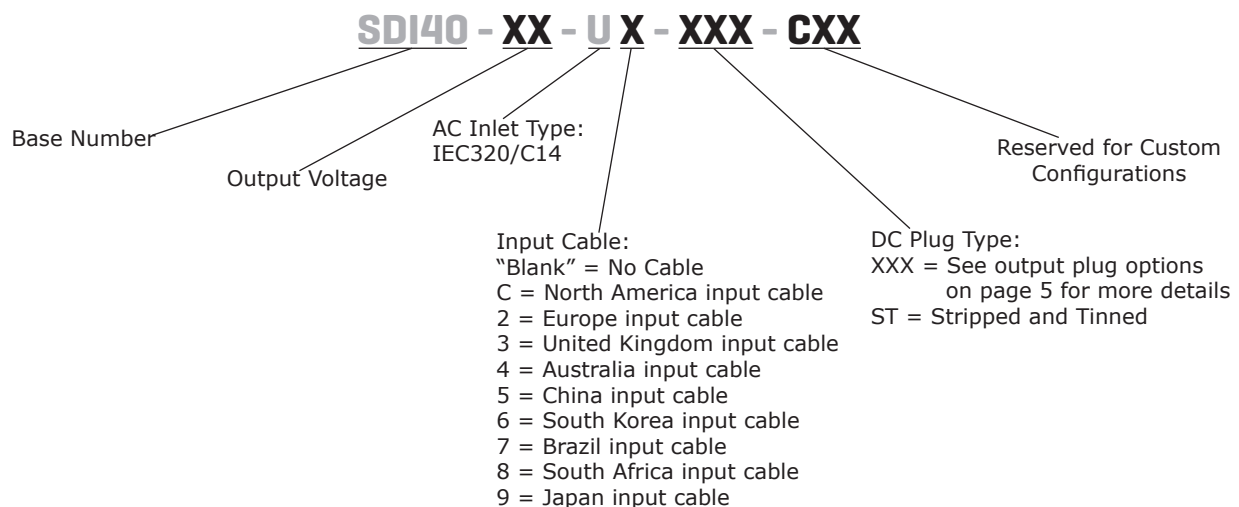 SDI40 - XX - U X - XXX - CXX
Base Number
Output Voltage
AC Inlet Type:
IEC320/C14
Input Cable:
“Blank” = No Cable
C = North America input cable
2 = Europe input cable
3 = United Kingdom input cable
4 = Australia input cable
5 = China input cable
6 = South Korea input cable
7 = Brazil input cable
8 = South Africa input cable
9 = Japan input cable
DC Plug Type:
XXX = See output plug options
on page 5 for more details
ST = Stripped and Tinned
Reserved for Custom
Configurations